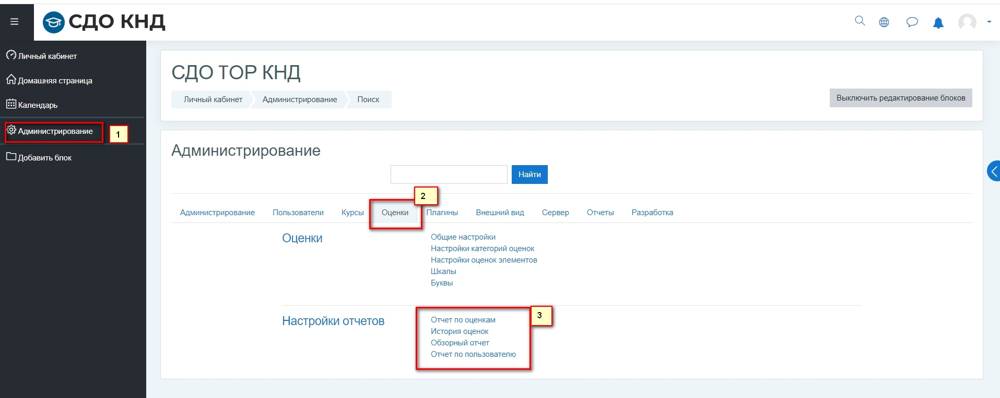 СДО КНД
Личный кабинет
Домашняя страница
Календарь
Администрирование
1
Добавить блок
СДО ТОР КНД
Личный кабинет
Администрирование
Поиск
Выключить редактирование блоков
Администрирование
Найти
2
Администрирование
Пользователи
Курсы
Оценки
Плагины
Внешний вид
Сервер
Отчеты
Разработка
Оценки
Общие настройки
Настройки категорий оценок
Настройки оценок элементов
Шкалы
Буквы
Настройки отчетов
3
Отчет по оценкам
История оценок
Обзорный отчет
Отчет по пользователю